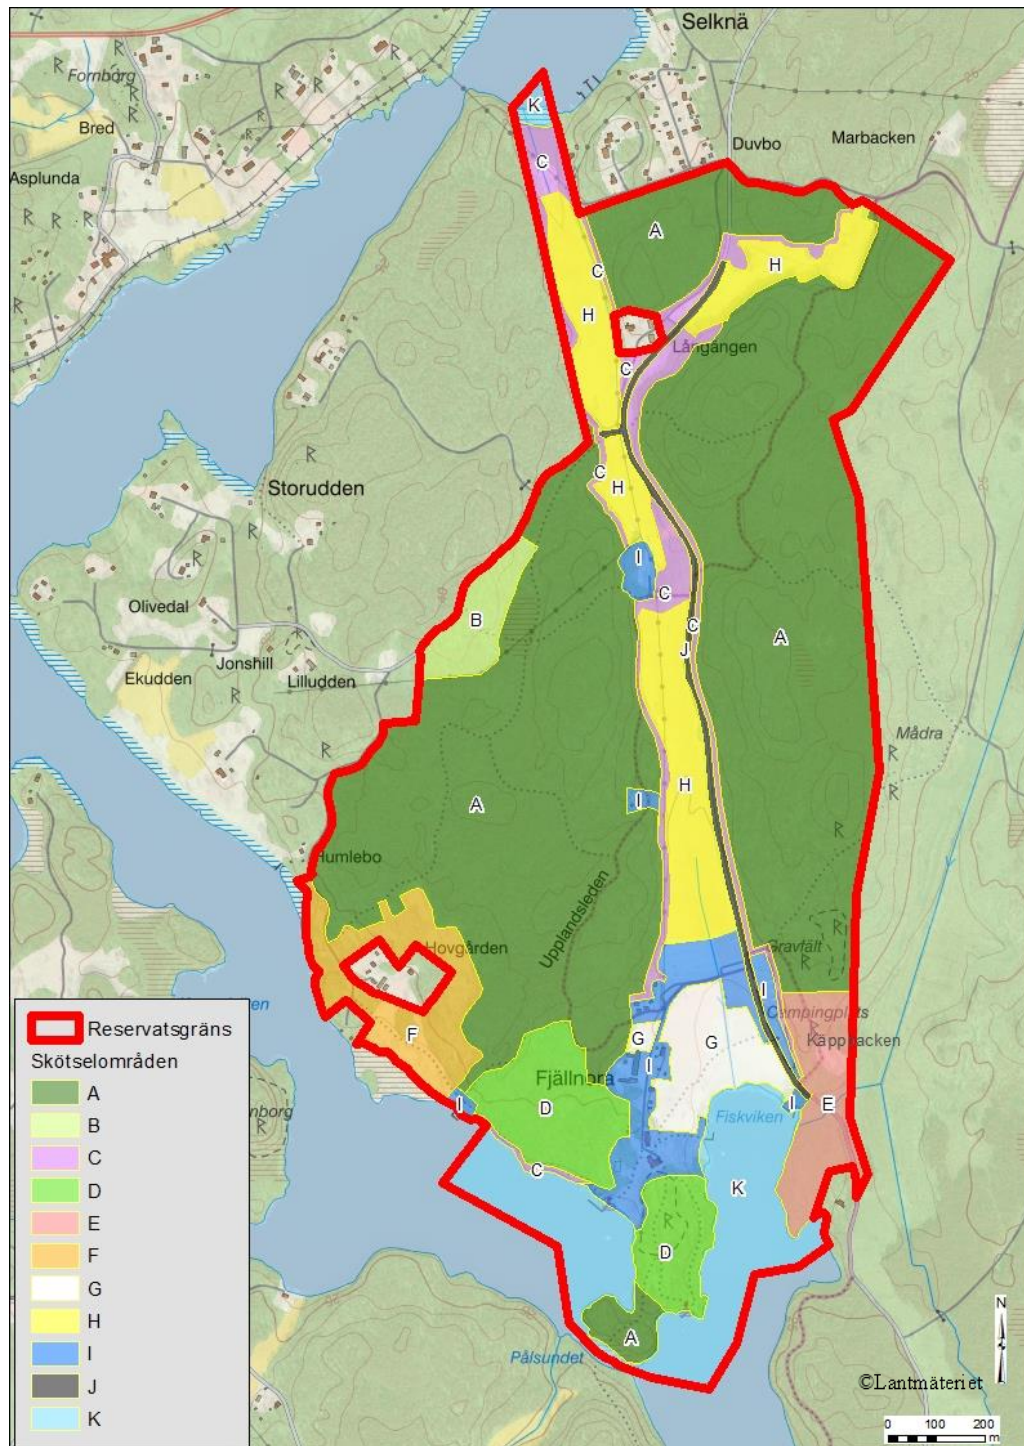 Selknä
Fornborg
Bred
K
Duvbo
Marbacken
C
Asplunda
A
H
C
H
Långängen
C
C
Storudden
H
I
B
C
Olivedal
C
A
Jonshill
J
Ekudden
Lilludden
Mådra
H
A
I
Humlebo
Upplandsleden
Hovgården
Gravfält
I
Campingplats
Reservatsgräns
F
G
G
Käppbacken
Skötselområden
I
Fjällnora
A
D
I
I
E
Fiskviken
B
C
C
K
D
E
D
F
G
H
A
I
Pålsundet
N
J
©Lantmäteriet
K
0 100 200
m